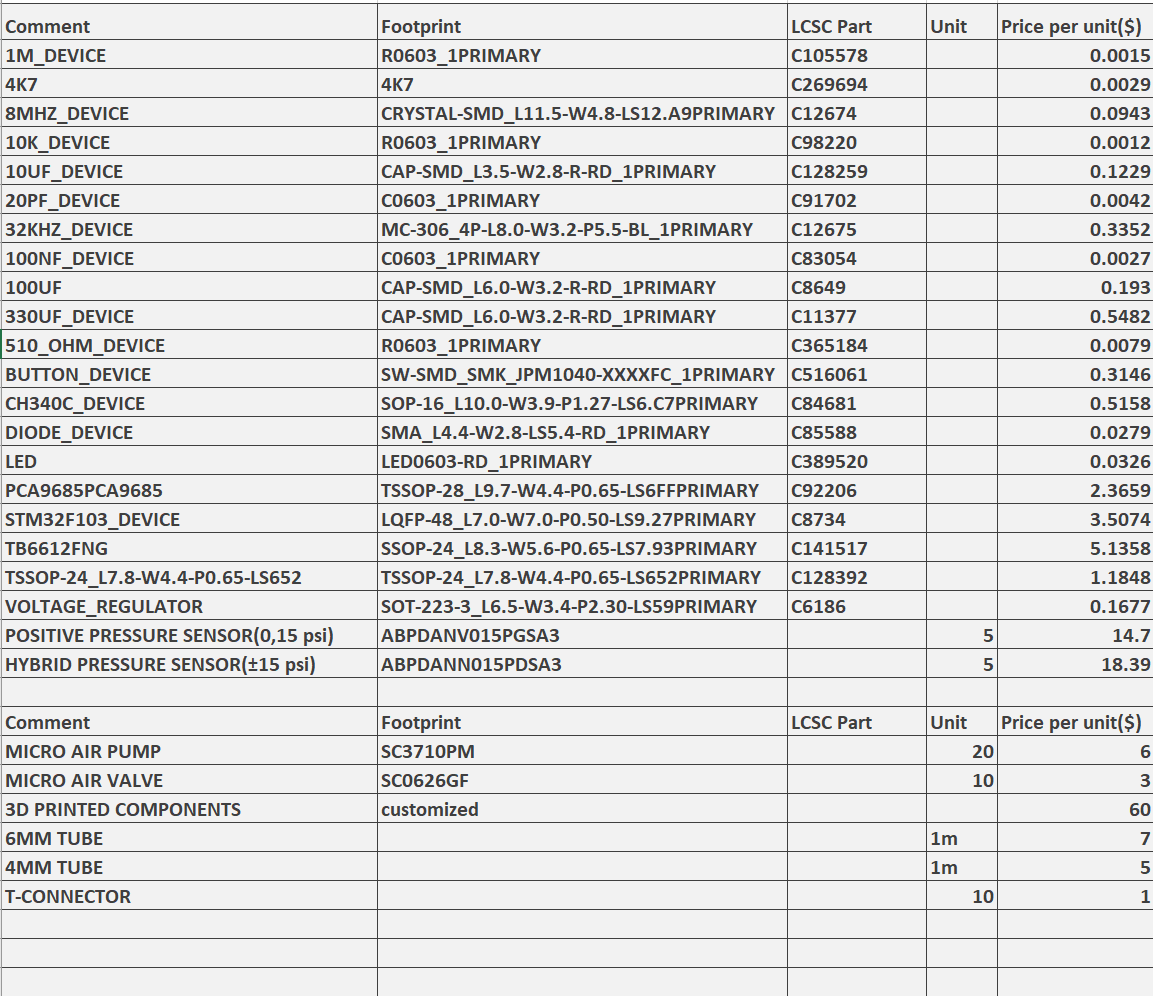 Comment Footprint LCSC Part Unit Price per unit($)
1M_DEVICE R0603_1PRIMARY C105578 0.0015
4K7 4K7 C269694 0.0029
8MHZ_DEVICE CRYSTAL-SMD_L11.5-W4.8-LS12.A9PRIMARY C12674 0.0943
10K_DEVICE R0603_1PRIMARY C98220 0.0012
10UF_DEVICE CAP-SMD_L3.5-W2.8-R-RD_1PRIMARY C128259 0.1229
20PF_DEVICE C0603_1PRIMARY C91702 0.0042
32KHZ_DEVICE MC-306_4P-L8.0-W3.2-P5.5-BL_1PRIMARY C12675 0.3352
100NF_DEVICE C0603_1PRIMARY C83054 0.0027
100UF CAP-SMD_L6.0-W3.2-R-RD_1PRIMARY C8649 0.193
330UF_DEVICE CAP-SMD_L6.0-W3.2-R-RD_1PRIMARY C11377 0.5482
510_OHM_DEVICE R0603_1PRIMARY C365184 0.0079
BUTTON_DEVICE SW-SMD_SMK_JPM1040-XXXXFC_1PRIMARY C516061 0.3146
CH340C_DEVICE SOP-16_L10.0-W3.9-P1.27-LS6.C7PRIMARY C84681 0.5158
DIODE_DEVICE SMA_L4.4-W2.8-LS5.4-RD_1PRIMARY C85588 0.0279
LED LED0603-RD_1PRIMARY C389520 0.0326
PCA9685PCA9685 TSSOP-28_L9.7-W4.4-P0.65-LS6FFPRIMARY C92206 2.3659
STM32F103_DEVICE LQFP-48_L7.0-W7.0-P0.50-LS9.27PRIMARY C8734 3.5074
TB6612FNG SSOP-24_L8.3-W5.6-P0.65-LS7.93PRIMARY C141517 5.1358
TSSOP-24_L7.8-W4.4-P0.65-LS652 TSSOP-24_L7.8-W4.4-P0.65-LS652PRIMARY C128392 1.1848
VOLTAGE_REGULATOR SOT-223-3_L6.5-W3.4-P2.30-LS59PRIMARY C6186 0.1677
POSITIVE PRESSURE SENSOR(0,15 psi) ABPDANV015PGSA3 5 14.7
HYBRID PRESSURE SENSOR(±15 psi) ABPDANN015PDSA3 5 18.39
Comment Footprint LCSC Part Unit Price per unit($)
MICRO AIR PUMP SC3710PM 20 6
MICRO AIR VALVE SC0626GF 10 3
3D PRINTED COMPONENTS customized 60
6MM TUBE 1m 7
4MM TUBE 1m 5
T-CONNECTOR 10 1